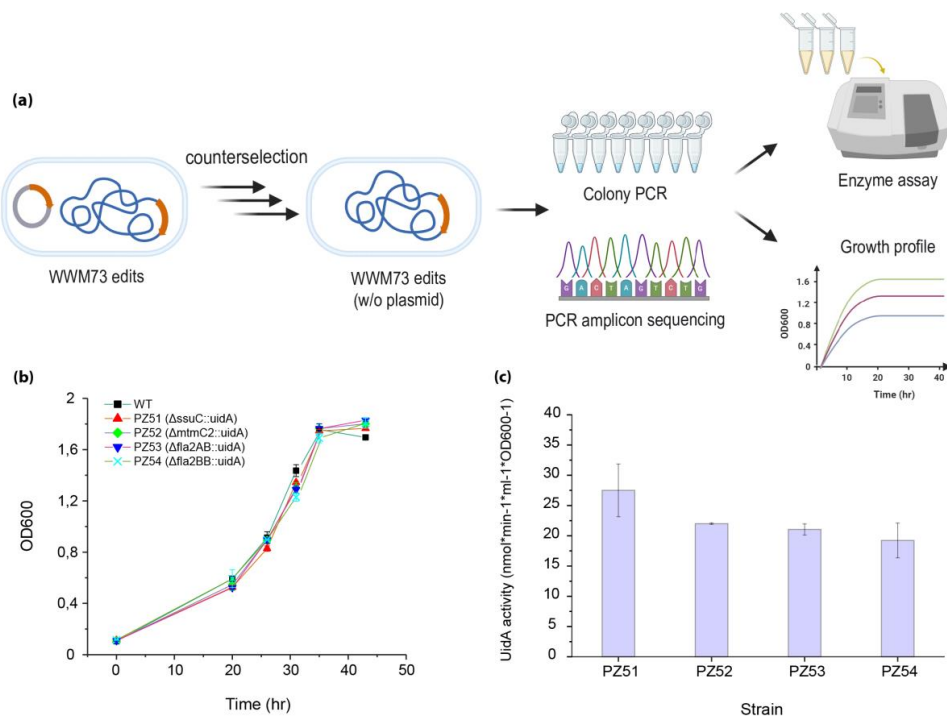 (a)
counterselection
WWM73 edits
WWM73 edits
(w/o plasmid)
Colony PCR
G A C T A G T C T G
PCR amplicon sequencing
Enzyme assay
Growth profile
OD600
1.6
1.2
0.8
0.4
0
10 20 30 40
Time (hr)
(b)
2
1,6
1,2
0,8
0,4
0
OD600
WT
PZ51 (ΔssuC::uidA)
PZ52 (ΔmtmC2::uidA)
PZ53 (Δfla2AB::uidA)
PZ54 (Δfla2BB::uidA)
0 10 20 30 40 50
Time (hr)
(c)
UidA activity (nmol*min-1*ml-1*OD600-1)
40
35
30
25
20
15
10
5
0
PZ51 PZ52 PZ53 PZ54
Strain